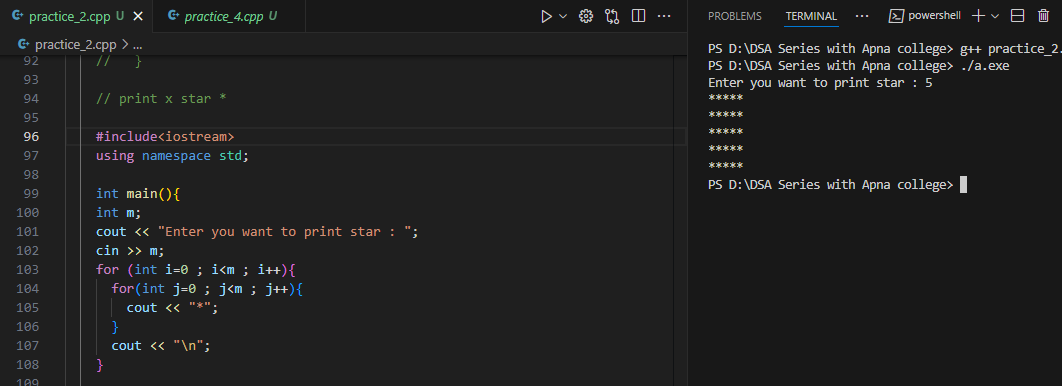 practice_2.cpp U
practice_4.cpp U
practice_2.cpp > ...
92 // }
93
94 // print x star *
95
96 #include<iostream>
97 using namespace std;
98
99 int main(){
100 int m;
101 cout << "Enter you want to print star : ";
102 cin >> m;
103 for (int i=0 ; i<m ; i++){
104 for(int j=0 ; j<m ; j++){
105 cout << "*";
106 }
107 cout << "\n";
108 }
109
PROBLEMS TERMINAL ... powershell
PS D:\DSA Series with Apna college> g++ practice_2.
PS D:\DSA Series with Apna college> ./a.exe
Enter you want to print star : 5
*****
*****
*****
*****
*****
PS D:\DSA Series with Apna college>